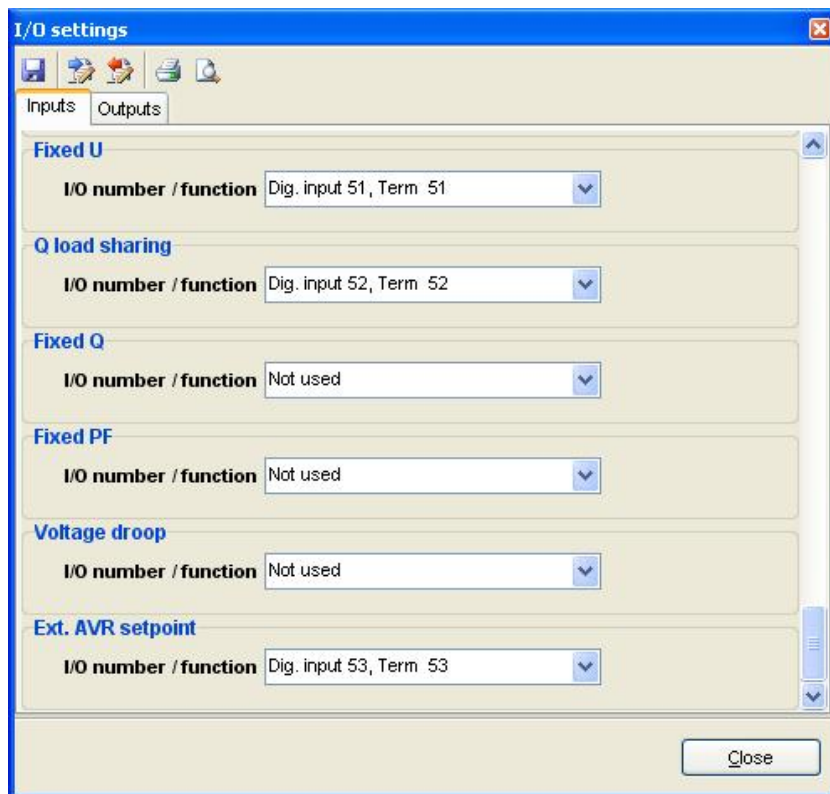 I/O settings
Inputs Outputs
Fixed U
I/O number / function Dig. input 51, Term 51
Q load sharing
I/O number / function Dig. input 52, Term 52
Fixed Q
I/O number / function Not used
Fixed PF
I/O number / function Not used
Voltage droop
I/O number / function Not used
Ext. AVR setpoint
I/O number / function Dig. input 53, Term 53
Close